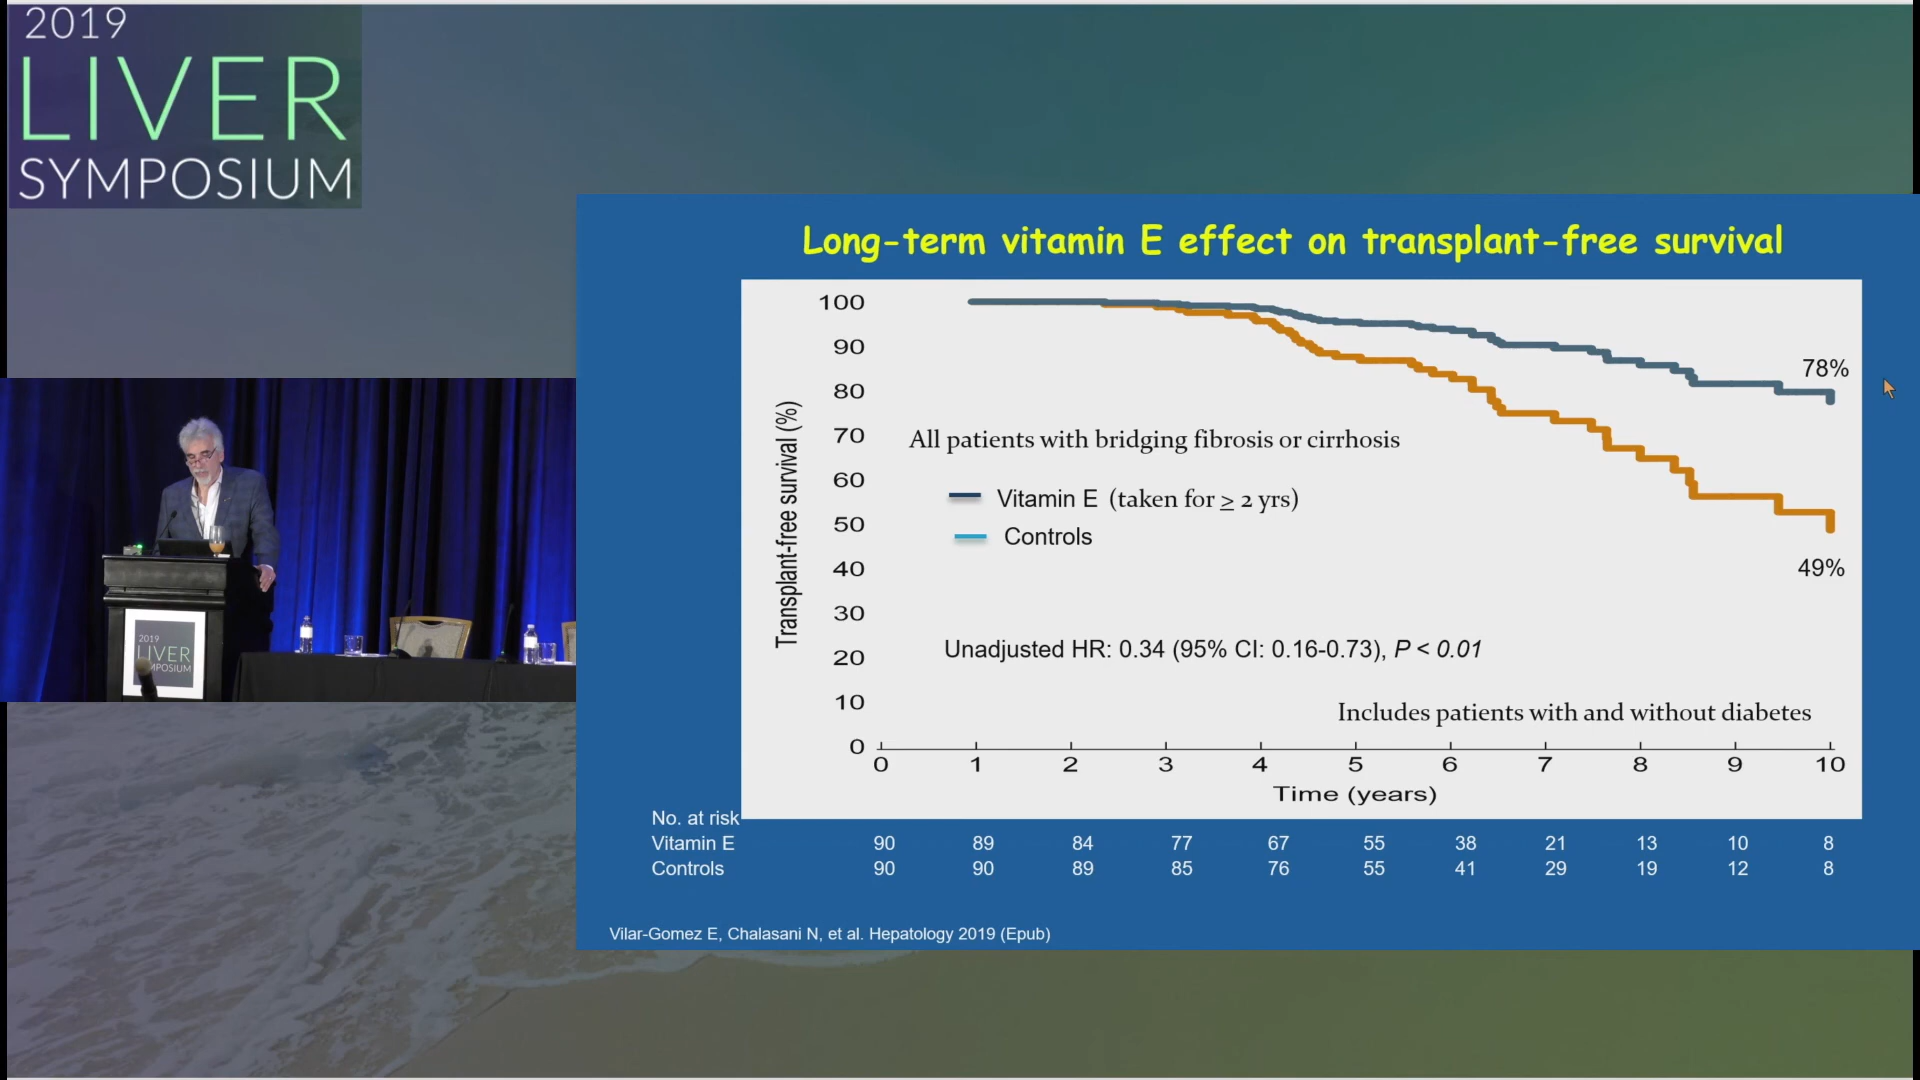 2019
LIVER
SYMPOSIUM
Long-term vitamin E effect on transplant-free survival
Transplant-free survival (%)
100
90
80
70
60
50
40
30
20
10
0
78%
49%
All patients with bridging fibrosis or cirrhosis
Vitamin E (taken for ≥ 2 yrs)
Controls
Unadjusted HR: 0.34 (95% CI: 0.16-0.73), P < 0.01
Includes patients with and without diabetes
0 1 2 3 4 5 6 7 8 9 10
Time (years)
No. at risk
Vitamin E 90 89 84 77 67 55 38 21 13 10 8
Controls 90 90 89 85 76 55 41 29 19 12 8
Vilar-Gomez E, Chalasani N, et al. Hepatology 2019 (Epub)
2019
LIVER